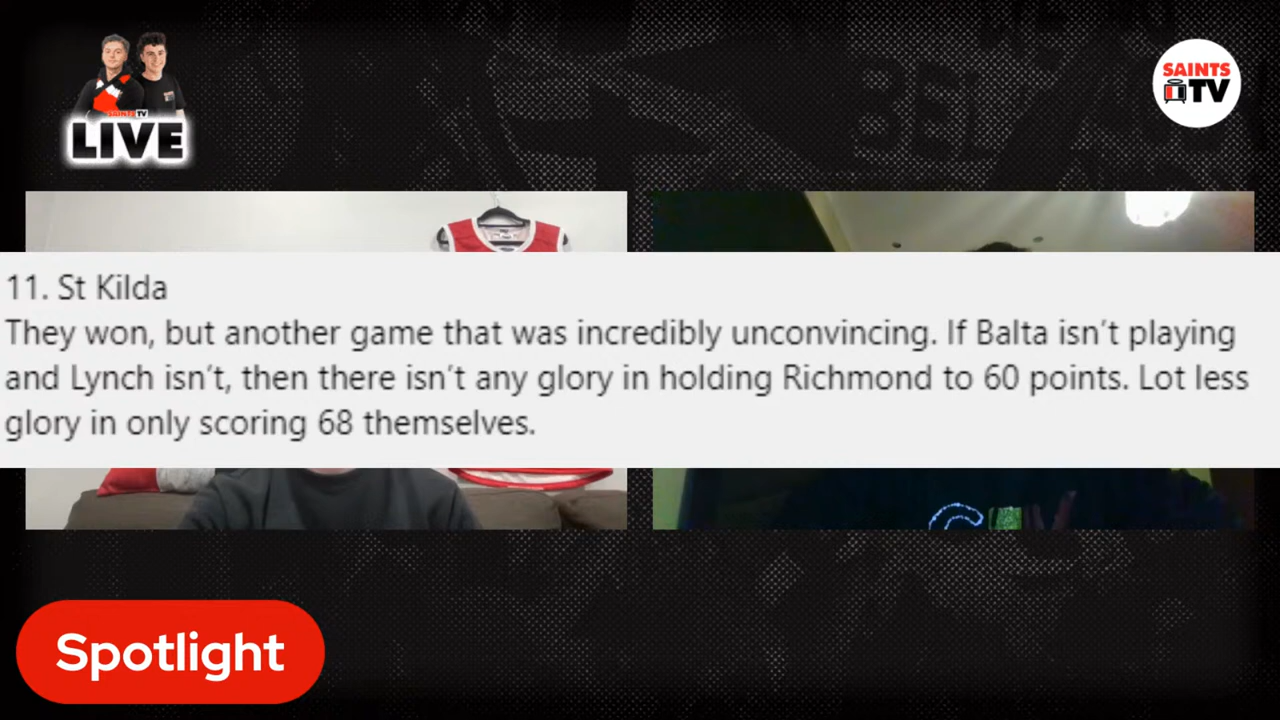 SAINTS TV
LIVE
SAINTS
TV
11. St Kilda
They won, but another game that was incredibly unconvincing. If Balta isn’t playing
and Lynch isn’t, then there isn’t any glory in holding Richmond to 60 points. Lot less
glory in only scoring 68 themselves.
Spotlight